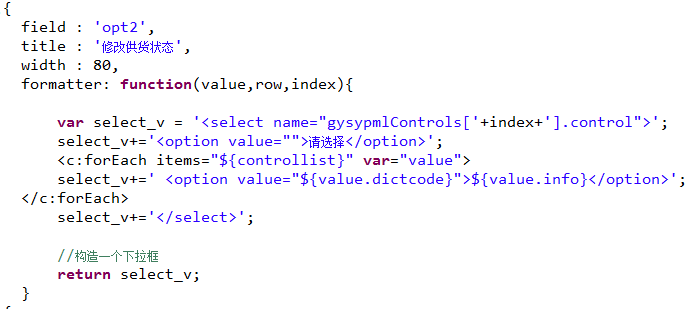 {
field : 'opt2',
title : '修改供货状态',
width : 80,
formatter: function(value,row,index){
var select_v = '<select name="gysypmlControls['+index+'].control">';
select_v+='<option value="">请选择</option>';
<c:forEach items="${controllist}" var="value">
select_v+=' <option value="${value.dictcode}">${value.info}</option>';
</c:forEach>
select_v+='</select>';
//构造一个下拉框
return select_v;
}